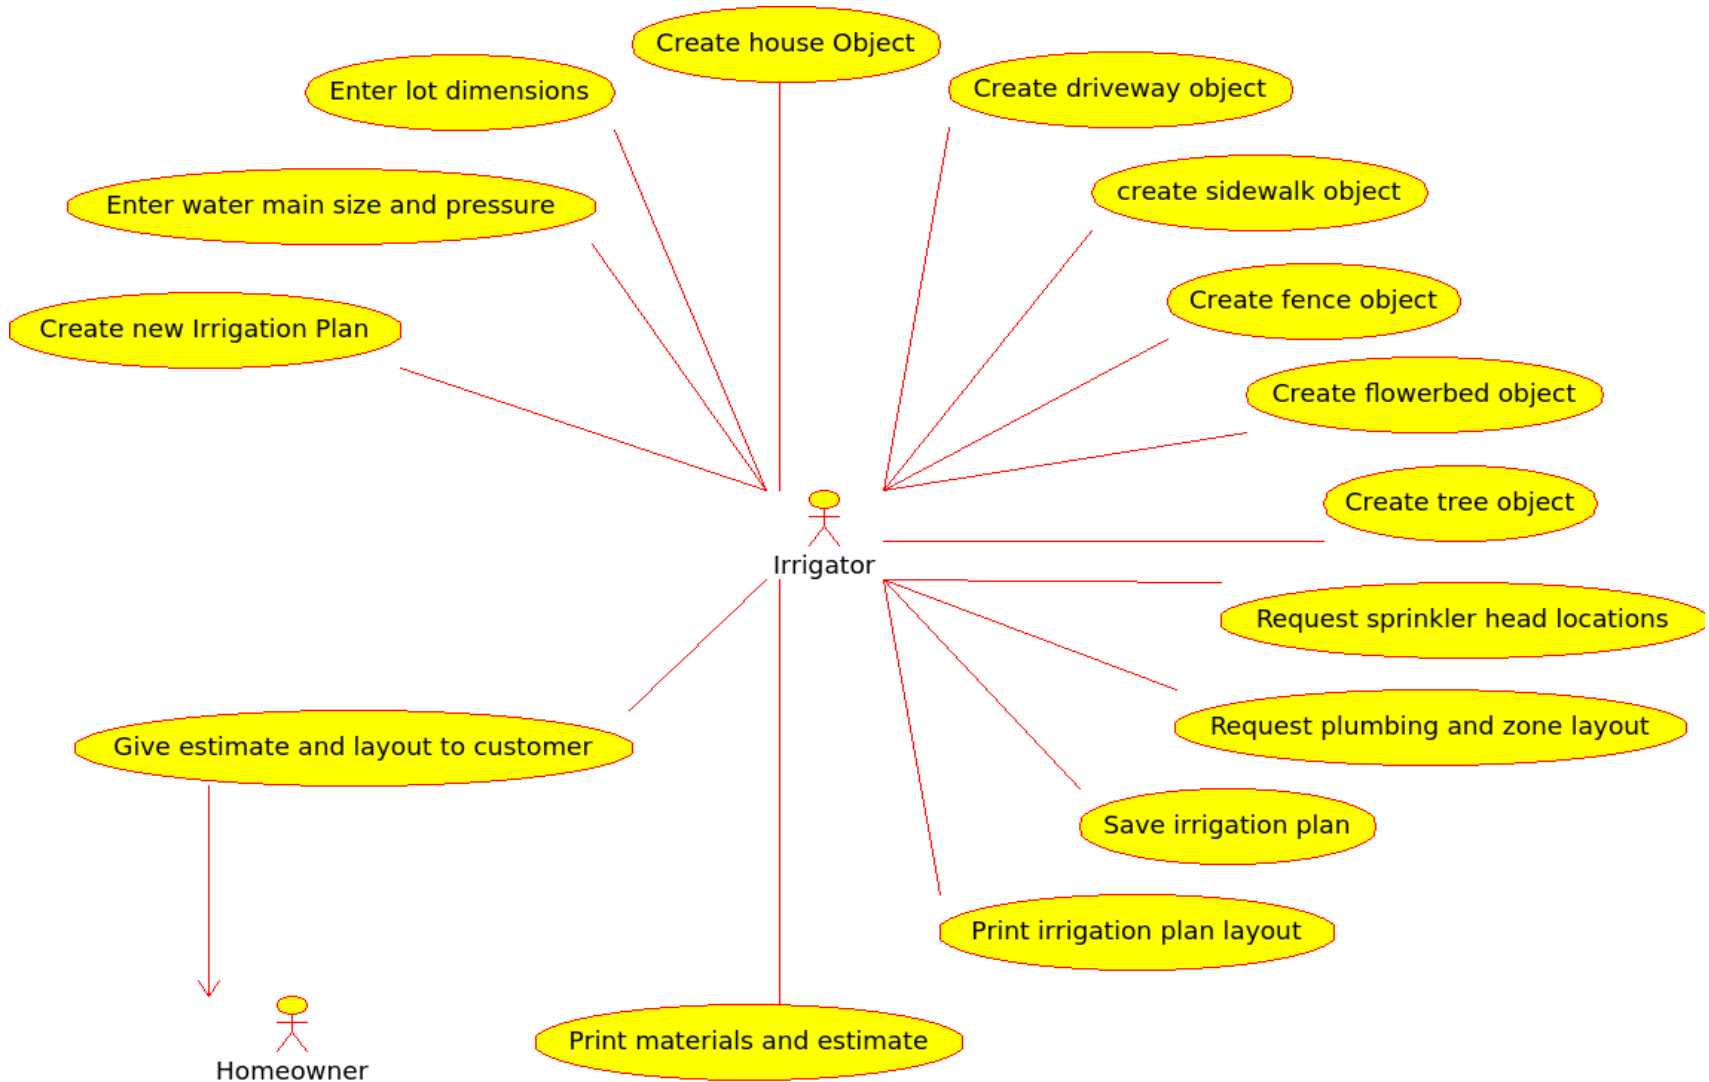 Create house Object
Enter lot dimensions
Create driveway object
Enter water main size and pressure
create sidewalk object
Create new Irrigation Plan
Create fence object
Create flowerbed object
Create tree object
Irrigator
Request sprinkler head locations
Request plumbing and zone layout
Give estimate and layout to customer
Save irrigation plan
Print irrigation plan layout
Print materials and estimate
Homeowner